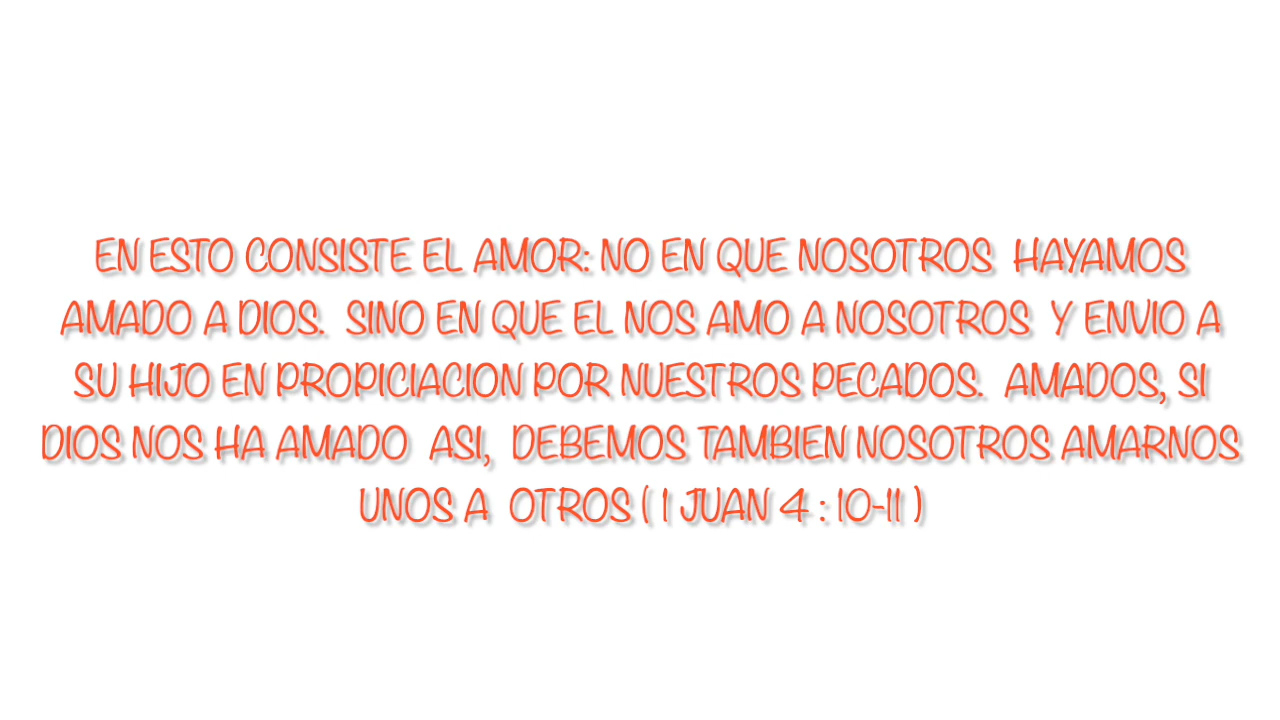 EN ESTO CONSISTE EL AMOR: NO EN QUE NOSOTROS HAYAMOS
AMADO A DIOS. SINO EN QUE EL NOS AMO A NOSOTROS Y ENVIO A
SU HIJO EN PROPICIACION POR NUESTROS PECADOS. AMADOS, SI
DIOS NOS HA AMADO ASI, DEBEMOS TAMBIEN NOSOTROS AMARNOS
UNOS A OTROS ( 1 JUAN 4 : 10-11 )